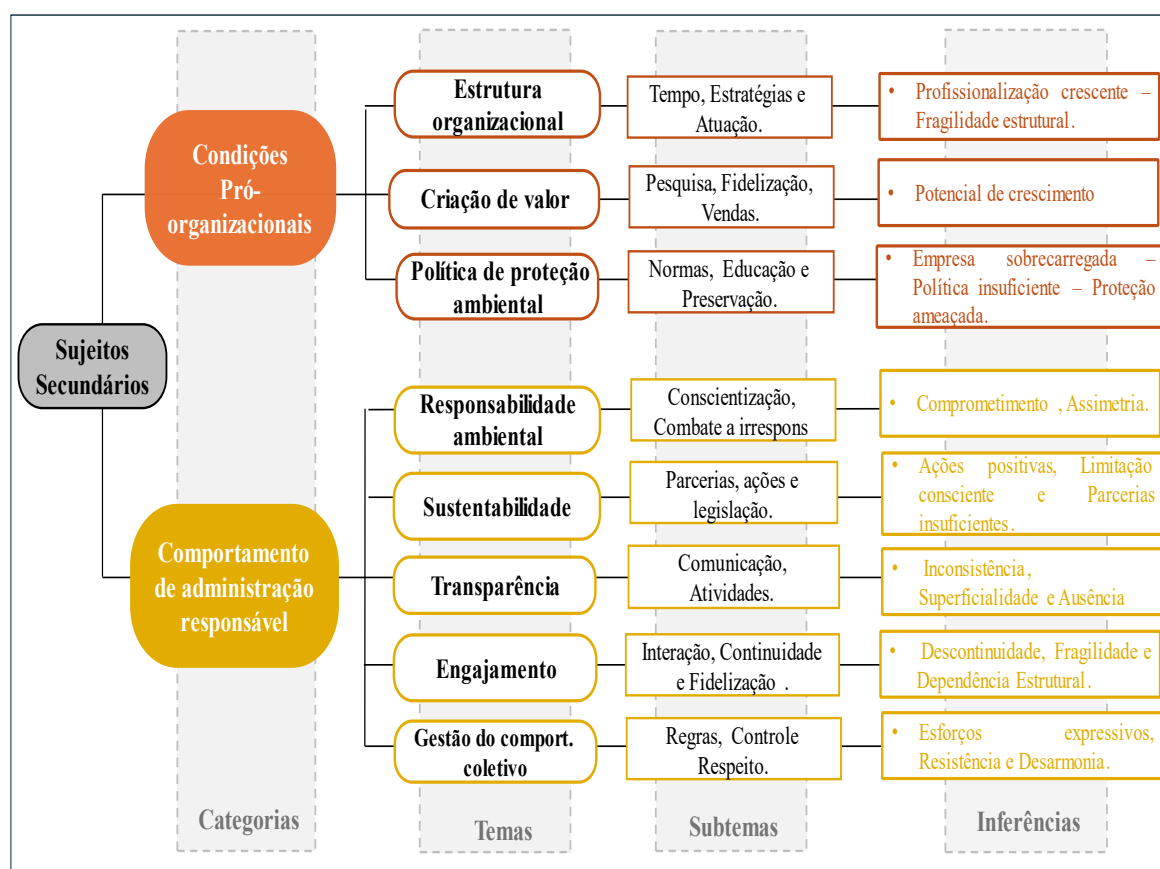 Sujeitos
Secundários
Condições
Pró-
organizacionais
Estrutura
organizacional
Tempo, Estratégias e
Atuação.
• Profissionalização crescente –
Fragilidade estrutural.
Criação de valor
Pesquisa, Fidelização,
Vendas.
• Potencial de crescimento
Política de proteção
ambiental
Normas, Educação e
Preservação.
• Empresa sobrecarregada –
Política insuficiente – Proteção
ameaçada.
Comportamento
de administração
responsável
Responsabilidade
ambiental
Conscientização,
Combate a irrespons
• Comprometimento , Assimetria.
Sustentabilidade
Parcerias, ações e
legislação.
• Ações positivas, Limitação
consciente e Parcerias
insuficientes.
Transparência
Comunicação,
Atividades.
• Inconsistência,
Superficialidade e Ausência
Engajamento
Interação, Continuidade
e Fidelização .
• Descontinuidade, Fragilidade e
Dependência Estrutural.
Gestão do comport.
coletivo
Regras, Controle
Respeito.
• Esforços expressivos,
Resistência e Desarmonia.
Categorias
Temas
Subtemas
Inferências